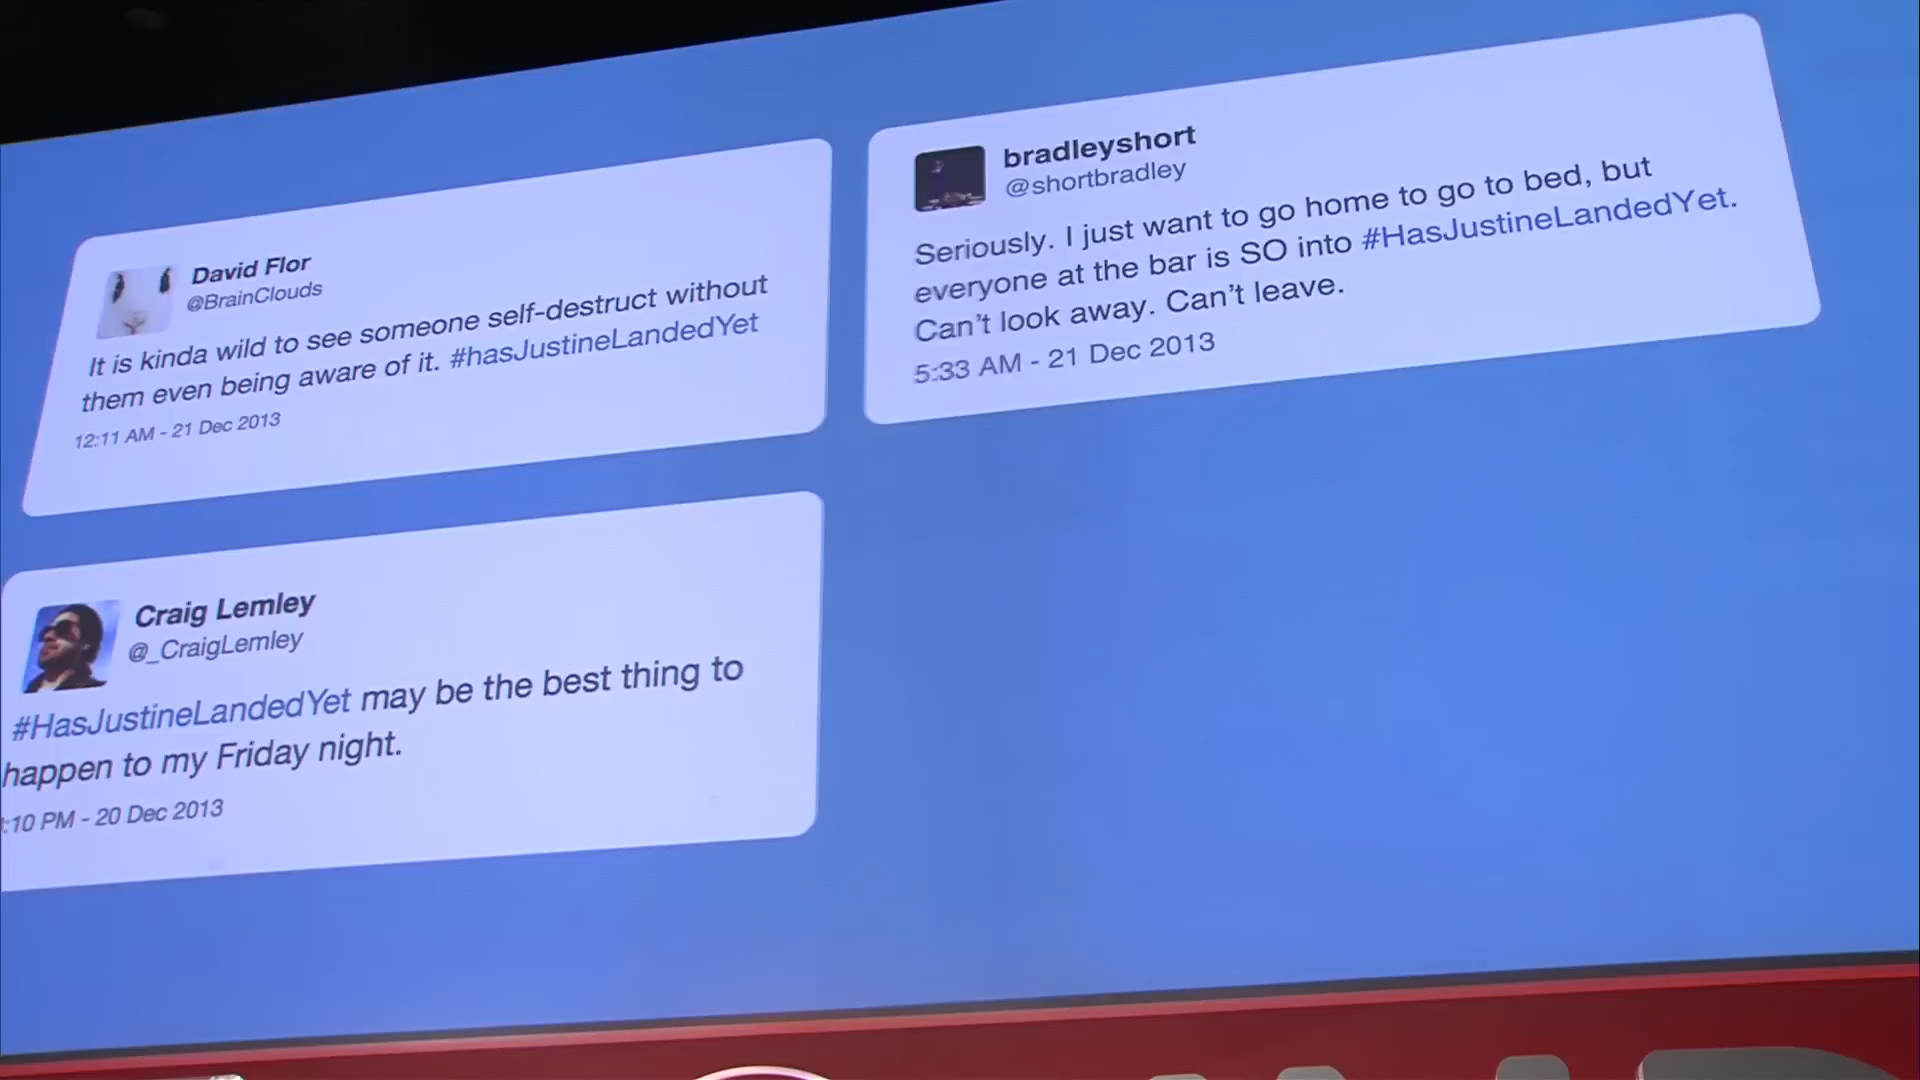 David Flor
@BrainClouds
It is kinda wild to see someone self-destruct without
them even being aware of it. #hasJustineLandedYet
12:11 AM - 21 Dec 2013
bradleyshort
@shortbradley
Seriously. I just want to go home to go to bed, but
everyone at the bar is SO into #HasJustineLandedYet.
Can't look away. Can't leave.
5:33 AM - 21 Dec 2013
Craig Lemley
@_CraigLemley
#HasJustineLandedYet may be the best thing to
happen to my Friday night.
:10 PM - 20 Dec 2013